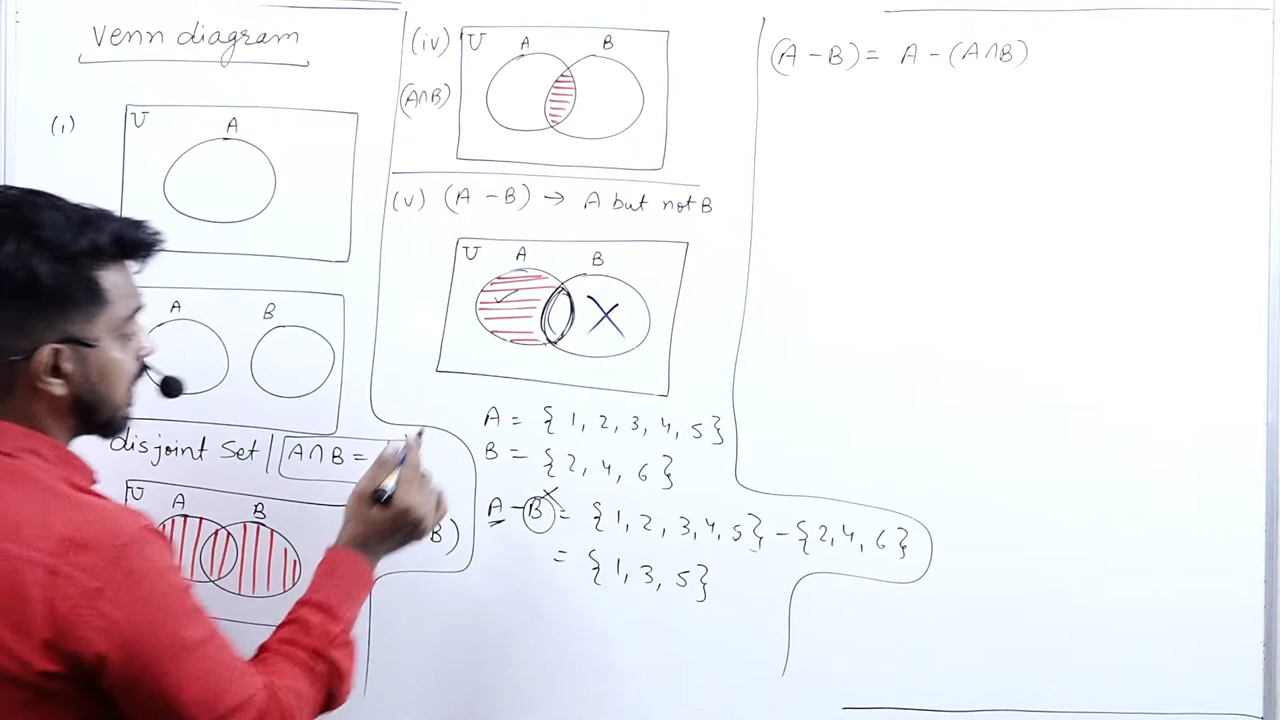 Venn diagram
(i)
U
A
A
B
disjoint Set | A∩B =
U
A
B
B)
(iv)
(A∩B)
U
A
B
(v) (A - B) → A but not B
U
A
B
A = {1, 2, 3, 4, 5}
B = {2, 4, 6}
A - B = {1, 2, 3, 4, 5} - {2, 4, 6}
= {1, 3, 5}
(A - B) = A - (A∩B)